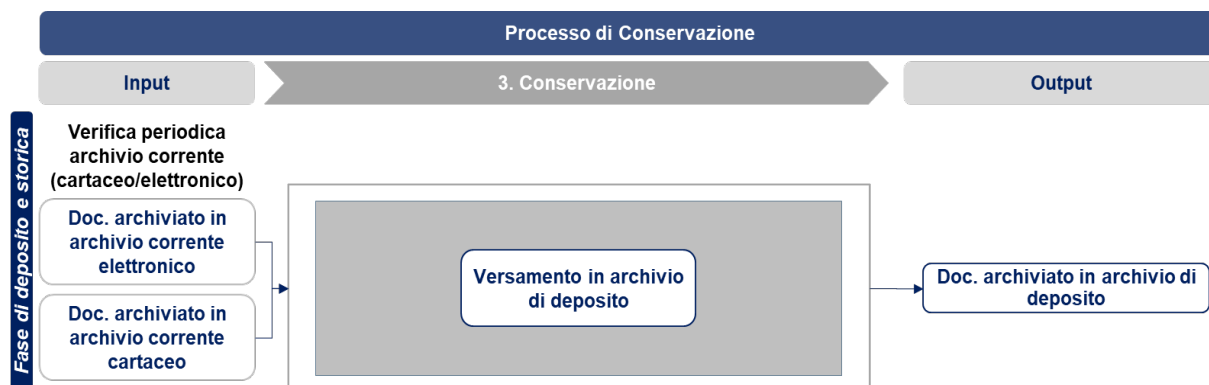 Processo di Conservazione
Input
3. Conservazione
Output
Fase di deposito e storica
Verifica periodica
archivio corrente
(cartaceo/elettronico)
Doc. archiviato in
archivio corrente
elettronico
Doc. archiviato in
archivio corrente
cartaceo
Versamento in archivio
di deposito
Doc. archiviato in archivio di
deposito